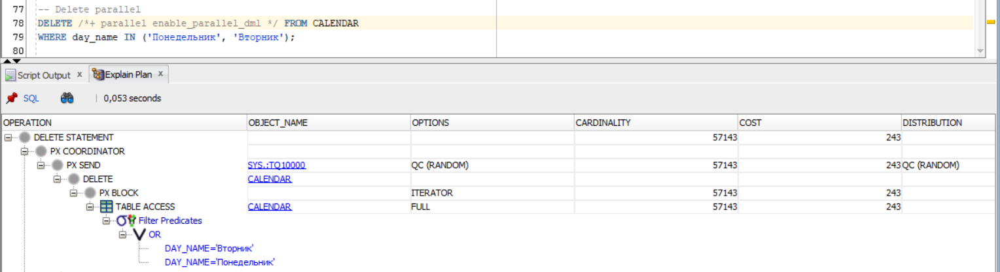 77 -- Delete parallel
78 DELETE /*+ parallel enable_parallel_dml */ FROM CALENDAR
79 WHERE day_name IN ('Понедельник', 'Вторник');
80
Script Output x Explain Plan x
SQL | 0,053 seconds
OPERATION OBJECT_NAME OPTIONS CARDINALITY COST DISTRIBUTION
DELETE STATEMENT 57143 243
PX COORDINATOR
PX SEND SYS.:TQ10000 QC (RANDOM) 57143 243 QC (RANDOM)
DELETE CALENDAR
PX BLOCK ITERATOR 57143 243
TABLE ACCESS CALENDAR FULL 57143 243
Filter Predicates
OR
DAY_NAME='Вторник'
DAY_NAME='Понедельник'